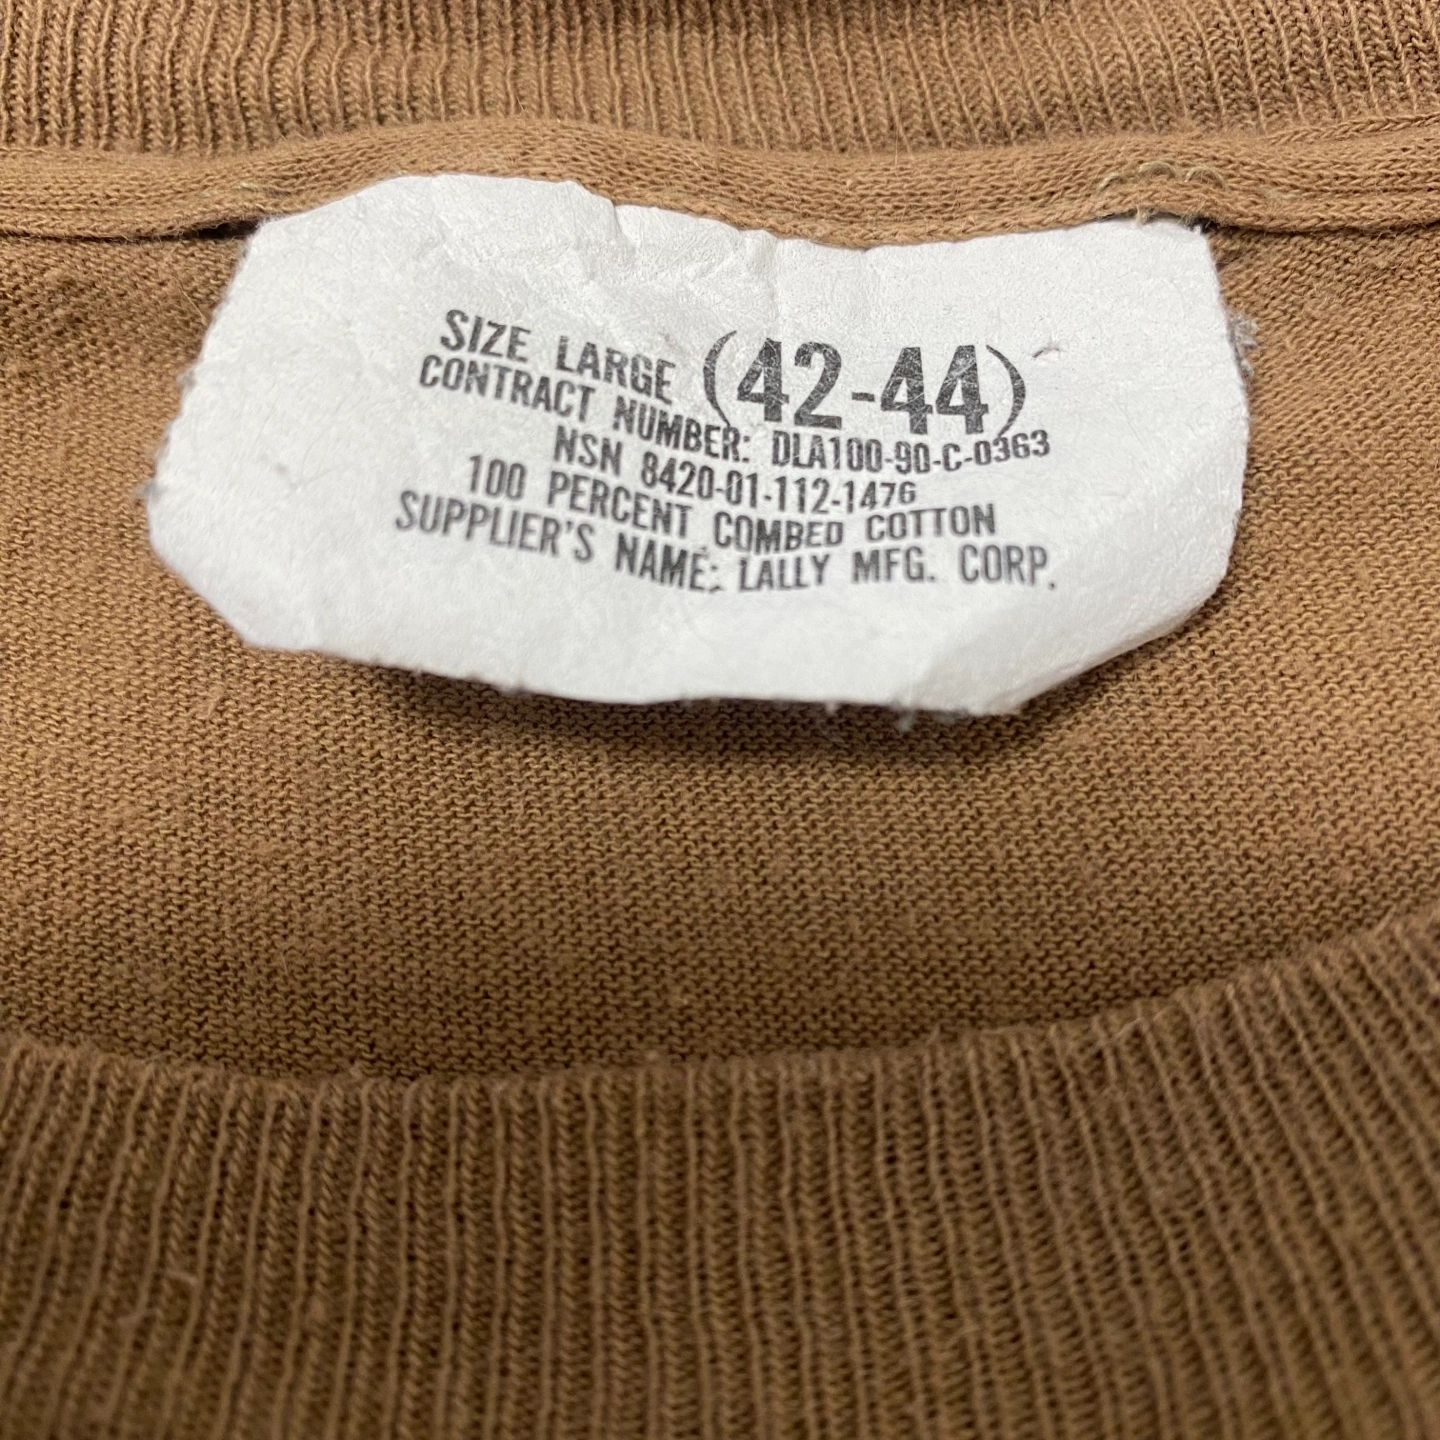 SIZE LARGE (42-44)
CONTRACT NUMBER: DLA100-90-C-0363
NSN 8420-01-112-1476
100 PERCENT COMBED COTTON
SUPPLIER'S NAME: LALLY MFG. CORP.